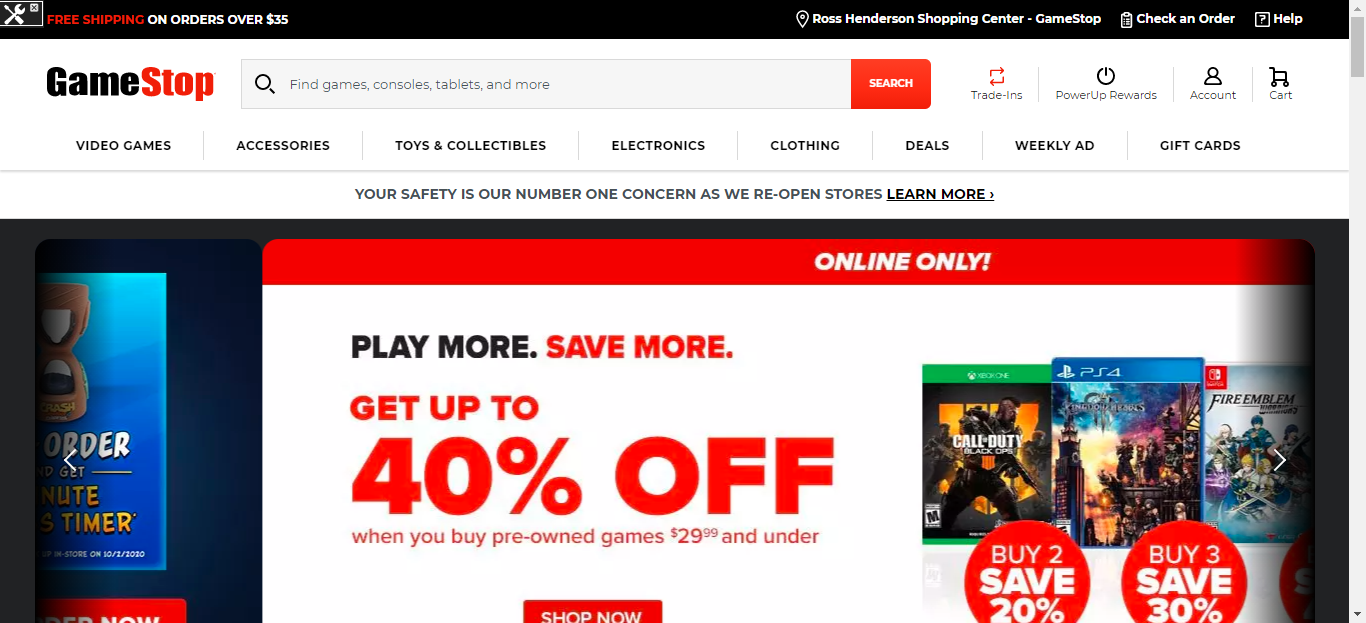 FREE SHIPPING ON ORDERS OVER $35
Ross Henderson Shopping Center - GameStop
Check an Order
Help
GameStop
Find games, consoles, tablets, and more
SEARCH
Trade-Ins
PowerUp Rewards
Account
Cart
VIDEO GAMES
ACCESSORIES
TOYS & COLLECTIBLES
ELECTRONICS
CLOTHING
DEALS
WEEKLY AD
GIFT CARDS
YOUR SAFETY IS OUR NUMBER ONE CONCERN AS WE RE-OPEN STORES LEARN MORE ›
CRASH
ORDER
GET
NUTE
S TIMER*
UP IN-STORE ON 10/2/2020
DER NOW
ONLINE ONLY!
PLAY MORE. SAVE MORE.
GET UP TO
40% OFF
when you buy pre-owned games $2999 and under
SHOP NOW
XBOX ONE
CALL OF DUTY
BLACK OPS
PS4
KINGDOM HEARTS
FIRE EMBLEM
WARRIORS
BUY 2
SAVE
20%
BUY 3
SAVE
30%